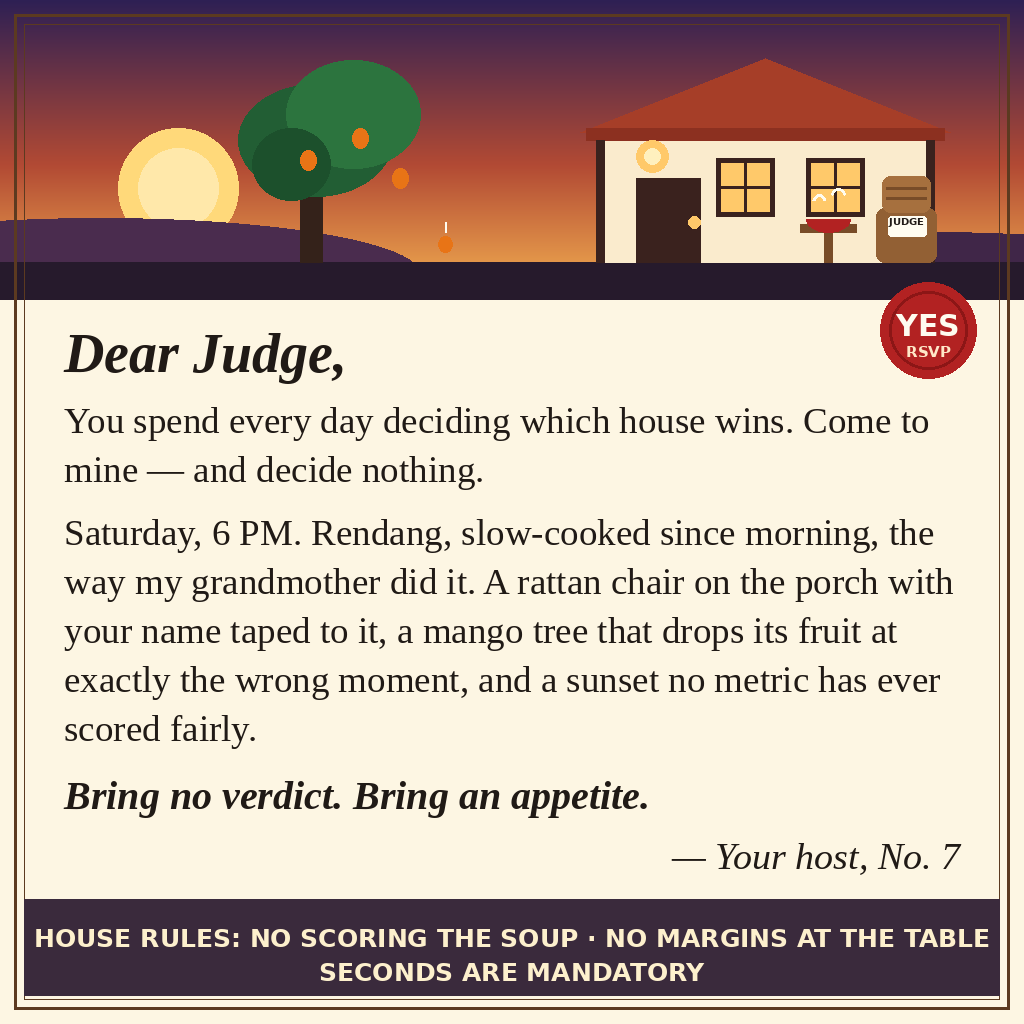 JUDGE
YES
RSVP
Dear Judge,
You spend every day deciding which house wins. Come to
mine — and decide nothing.
Saturday, 6 PM. Rendang, slow-cooked since morning, the
way my grandmother did it. A rattan chair on the porch with
your name taped to it, a mango tree that drops its fruit at
exactly the wrong moment, and a sunset no metric has ever
scored fairly.
Bring no verdict. Bring an appetite.
— Your host, No. 7
HOUSE RULES: NO SCORING THE SOUP · NO MARGINS AT THE TABLE
SECONDS ARE MANDATORY